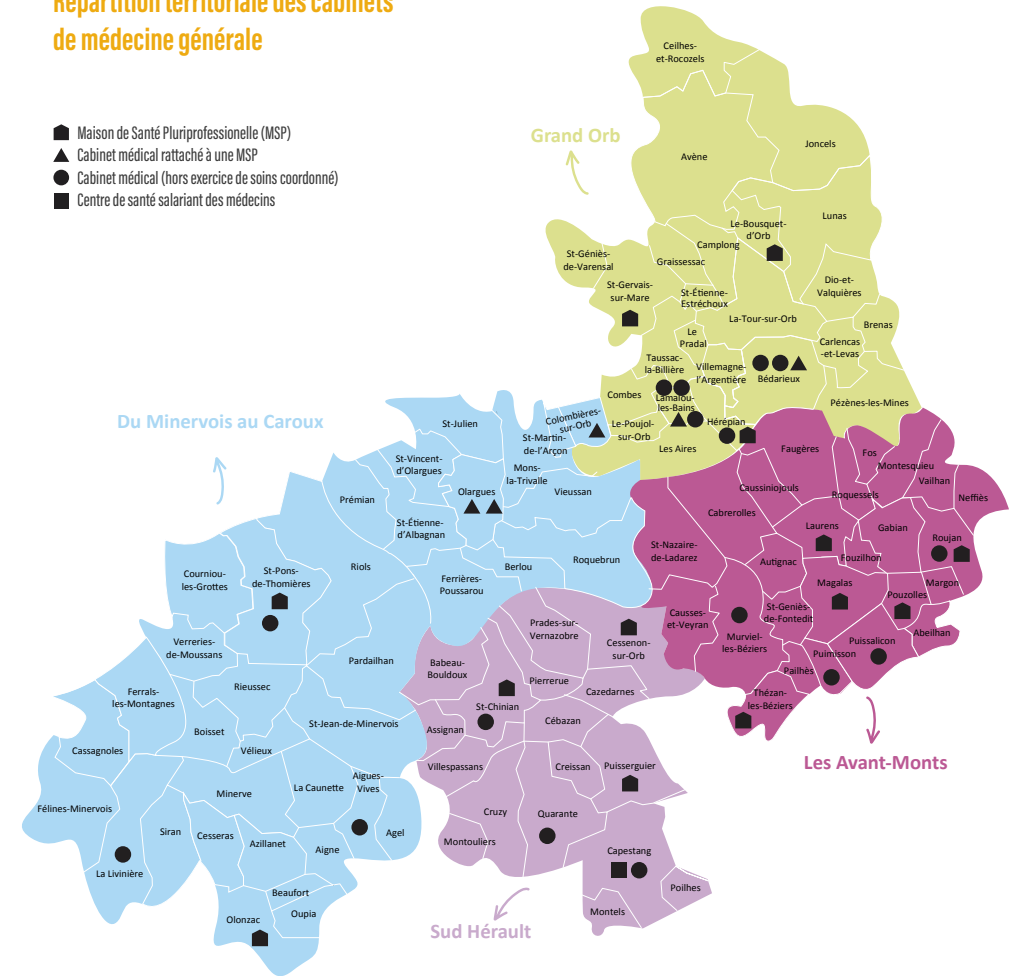 Répartition territoriale des cabinets
de médecine générale
Maison de Santé Pluriprofessionelle (MSP)
Cabinet médical rattaché à une MSP
Cabinet médical (hors exercice de soins coordonné)
Centre de santé salariant des médecins
Grand Orb
Ceilhes-
et-Rocozels
Avène
Joncels
Lunas
Le-Bousquet-
d'Orb
Camplong
Graissessac
St-Géniès-
de-Varensal
St-Gervais-
sur-Mare
St-Étienne-
Estréchoux
Dio-et-
Valquières
La-Tour-sur-Orb
Brenas
Carlencas
-et-Levas
Le
Pradal
Taussac-
la-Billière
Villemagne-
l'Argentière
Bédarieux
Combes
Lamalou-
les-Bains
Pézènes-les-Mines
Le-Poujol-
sur-Orb
Hérépian
Les Aires
Du Minervois au Caroux
Colombières-
sur-Orb
St-Julien
St-Martin-
de-l'Arçon
St-Vincent-
d'Olargues
Mons-
la-Trivalle
Olargues
Vieussan
Prémian
St-Étienne-
d'Albagnan
Roquebrun
Berlou
Riols
Ferrières-
Poussarou
Courniou-
les-Grottes
St-Pons-
de-Thomières
Verreries-
de-Moussans
Pardailhan
Rieussec
Ferrals-
les-Montagnes
St-Jean-de-Minervois
Boisset
Vélieux
Cassagnoles
Aigues-
Vives
La Caunette
Minerve
Félines-Minervois
Siran
Cesseras
Azillanet
Aigne
Agel
La Livinière
Beaufort
Oupia
Olonzac
Faugères
Fos
Montesquieu
Vailhan
Neffiès
Caussiniojouls
Roquessels
Cabrerolles
Laurens
Gabian
Roujan
St-Nazaire-
de-Ladarez
Autignac
Fouzilhon
Magalas
Margon
Pouzolles
Causses-
et-Veyran
St-Geniès-
de-Fontedit
Murviel-
les-Béziers
Abeilhan
Puissalicon
Puimisson
Pailhès
Thézan-
les-Béziers
Les Avant-Monts
Prades-sur-
Vernazobre
Cessenon-
sur-Orb
Babeau-
Bouldoux
Pierrerue
Cazedarnes
St-Chinian
Cébazan
Assignan
Villespassans
Creissan
Puisserguier
Cruzy
Quarante
Montouliers
Capestang
Poilhes
Montels
Sud Hérault